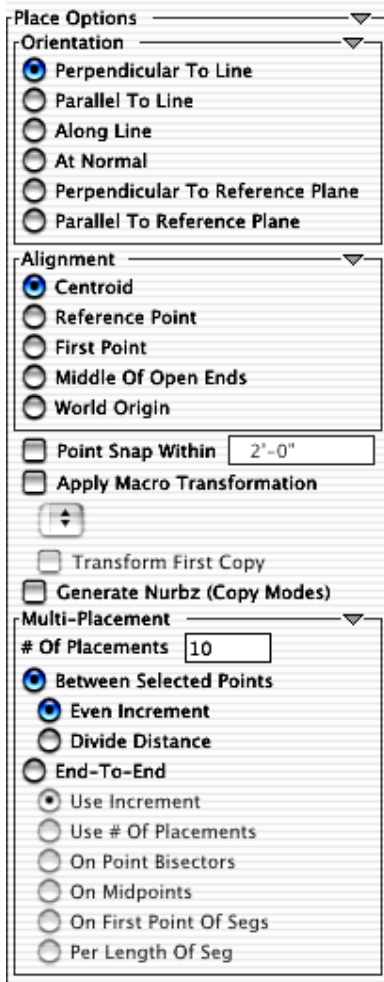 Place Options
Orientation
Perpendicular To Line
Parallel To Line
Along Line
At Normal
Perpendicular To Reference Plane
Parallel To Reference Plane
Alignment
Centroid
Reference Point
First Point
Middle Of Open Ends
World Origin
Point Snap Within 2'-0"
Apply Macro Transformation
Transform First Copy
Generate Nurbz (Copy Modes)
Multi-Placement
# Of Placements 10
Between Selected Points
Even Increment
Divide Distance
End-To-End
Use Increment
Use # Of Placements
On Point Bisectors
On Midpoints
On First Point Of Segs
Per Length Of Seg